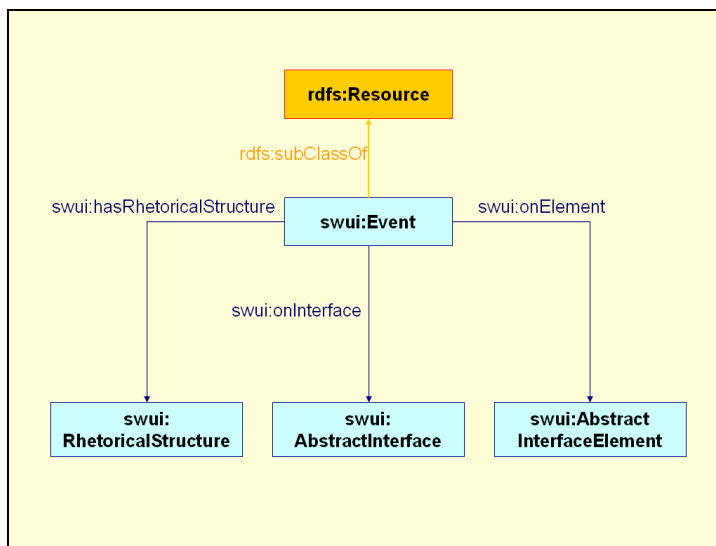 rdfs:Resource
rdfs:subClassOf
swui:hasRhetoricalStructure
swui:Event
swui:onElement
swui:onInterface
swui:
RhetoricalStructure
swui:
AbstractInterface
swui:Abstract
InterfaceElement